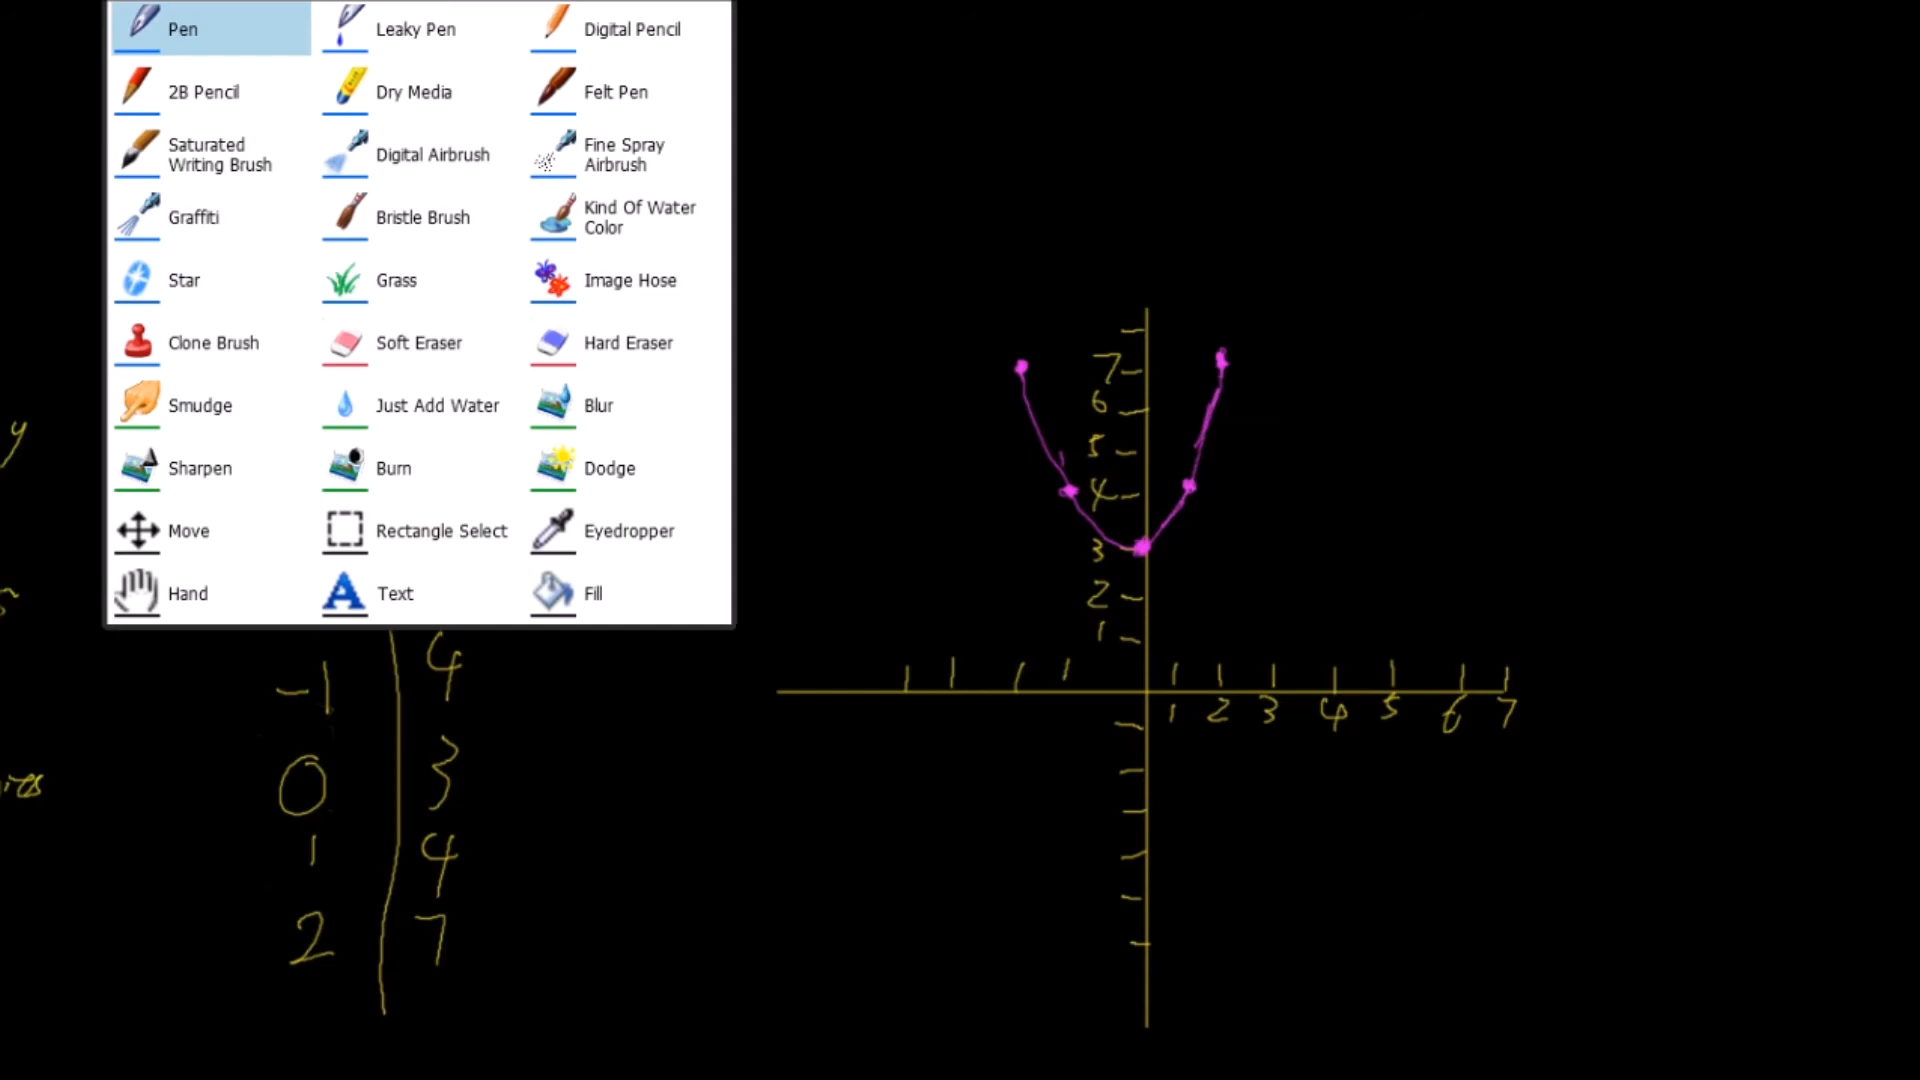 Pen Leaky Pen Digital Pencil
2B Pencil Dry Media Felt Pen
Saturated Writing Brush Digital Airbrush Fine Spray Airbrush
Graffiti Bristle Brush Kind Of Water Color
Star Grass Image Hose
Clone Brush Soft Eraser Hard Eraser
Smudge Just Add Water Blur
Sharpen Burn Dodge
Move Rectangle Select Eyedropper
Hand Text Fill
y
4
-1
0 3
1 4
2 7
7
6
5
4
3
2
1
1 2 3 4 5 6 7